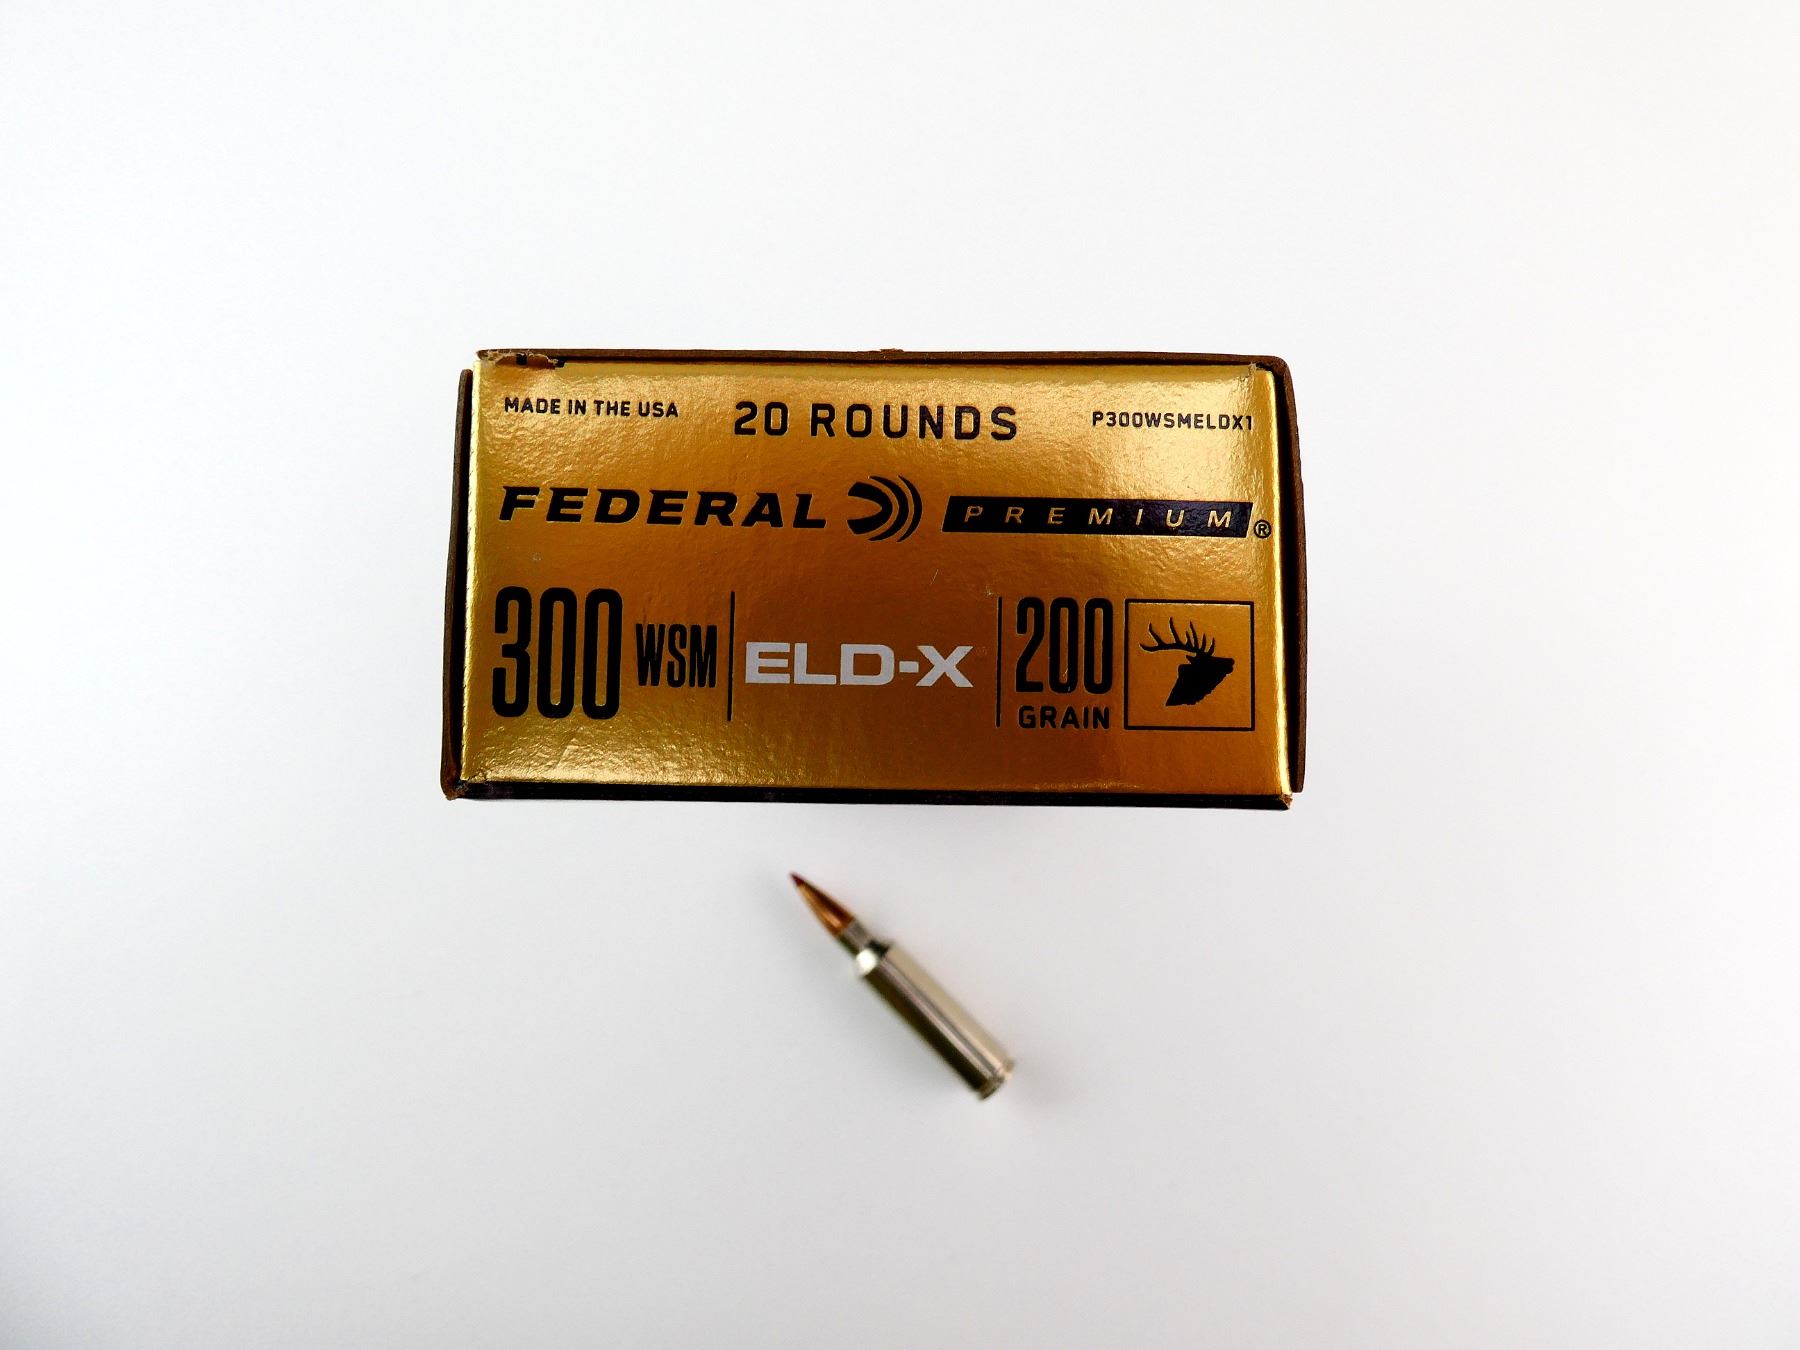 MADE IN THE USA 20 ROUNDS P300WSMELDX1
FEDERAL PREMIUM®
300 WSM ELD-X 200 GRAIN